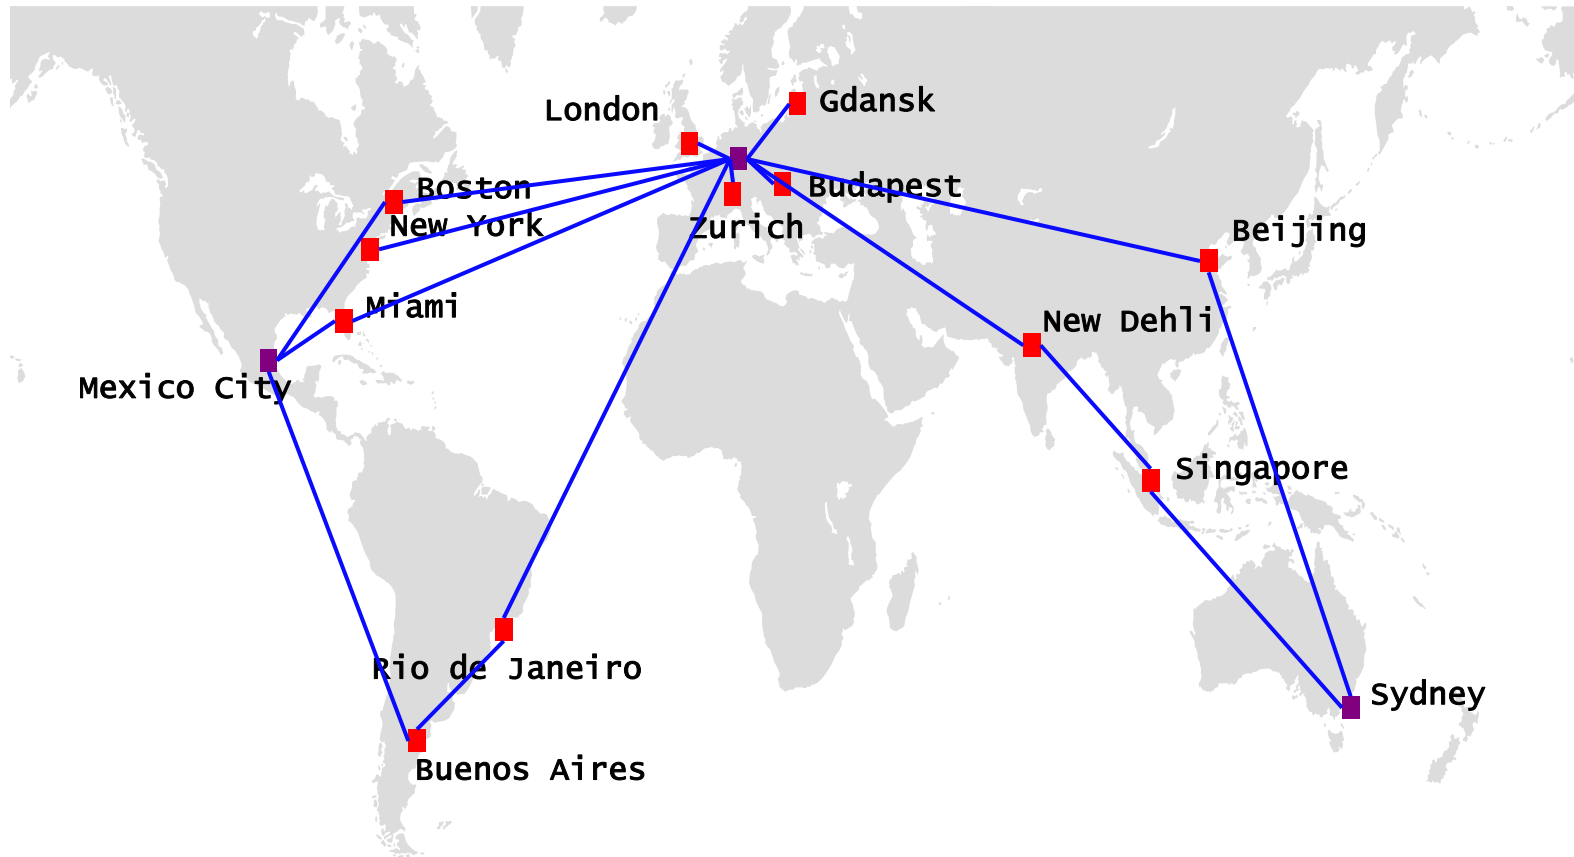 London
Gdansk
Boston
Budapest
New York
Zurich
Beijing
Miami
New Dehli
Mexico City
Singapore
Rio de Janeiro
Sydney
Buenos Aires